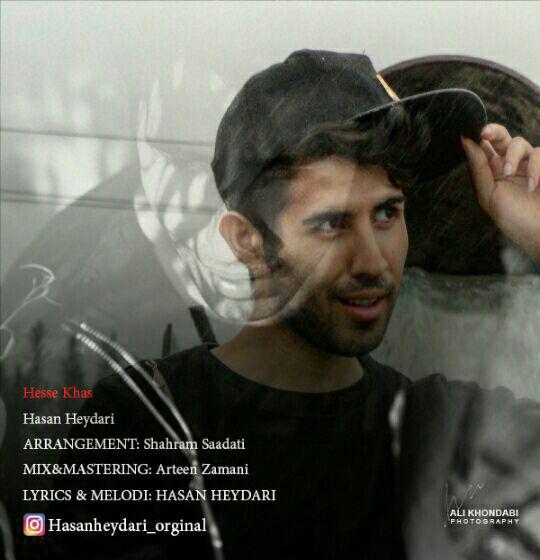 Hesse Khas
Hasan Heydari
ARRANGEMENT: Shahram Saadati
MIX&MASTERING: Arteen Zamani
LYRICS & MELODI: HASAN HEYDARI
Hasanheydari_orginal
ALI KHONDABI
PHOTOGRAPHY